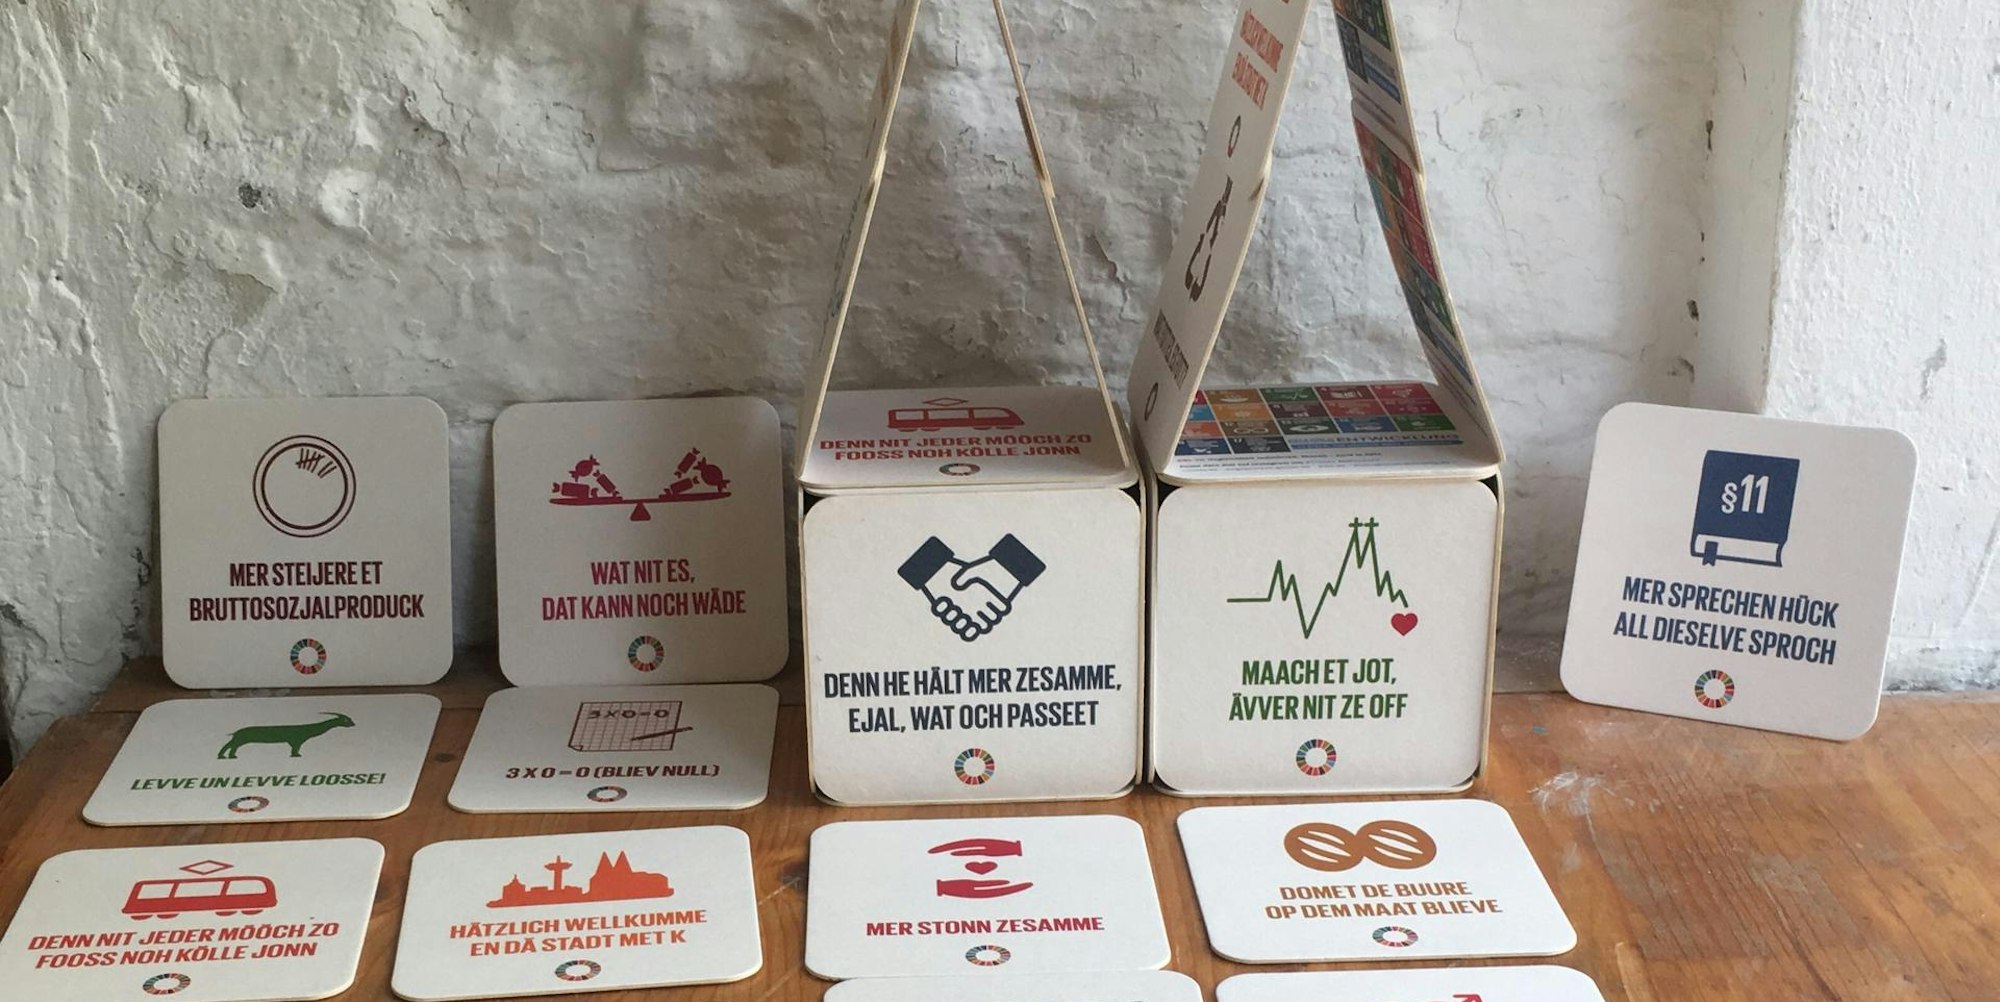 DENN NIT JEDER MÖÖCH ZO
FOOSS NOH KÖLLE JONN
ENTWICKLUNG
MER STEIJERE ET
BRUTTOSOZJALPRODUCK
WAT NIT ES,
DAT KANN NOCH WÄDE
DENN HE HÄLT MER ZESAMME,
EJAL, WAT OCH PASSEET
MAACH ET JOT,
ÄVVER NIT ZE OFF
§11
MER SPRECHEN HÜCK
ALL DIESELVE SPROCH
LEVVE UN LEVVE LOOSSE!
3 X 0 = 0
3 X 0 = 0 (BLIEV NULL)
DENN NIT JEDER MÖÖCH ZO
FOOSS NOH KÖLLE JONN
HÄTZLICH WELLKUMME
EN DÄ STADT MET K
MER STONN ZESAMME
DOMET DE BUURE
OP DEM MAAT BLIEVE